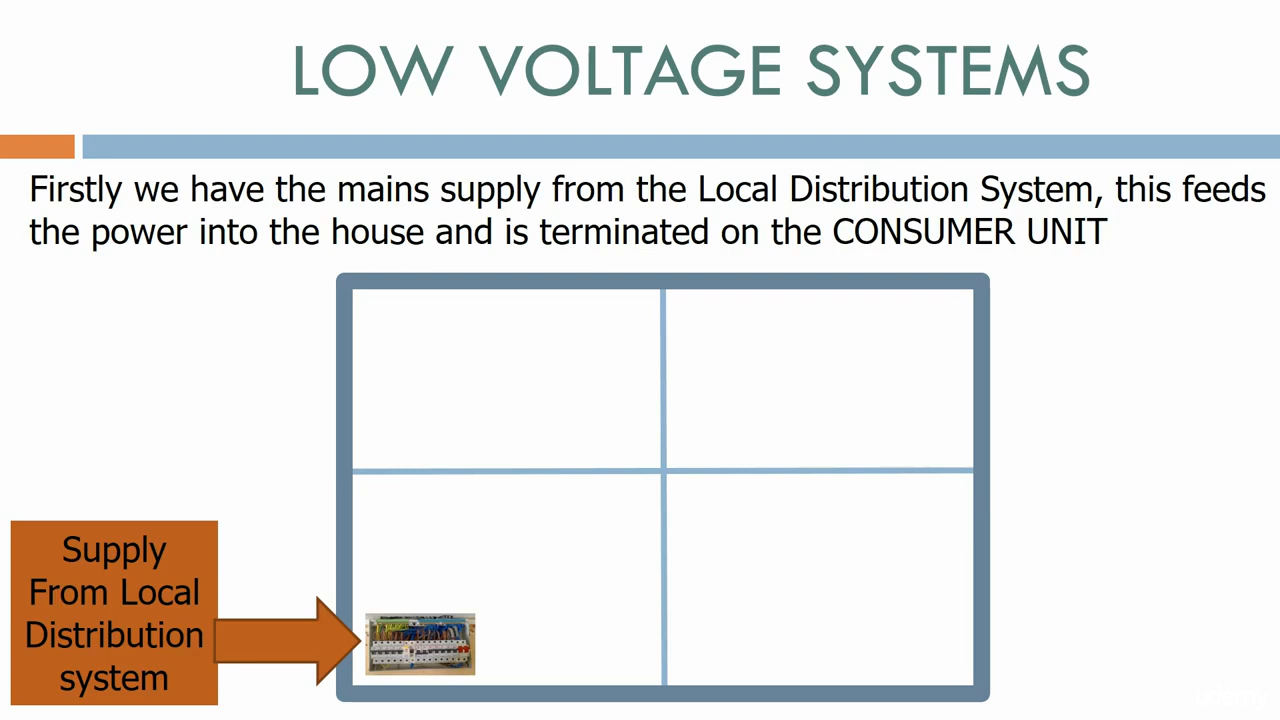 LOW VOLTAGE SYSTEMS
Firstly we have the mains supply from the Local Distribution System, this feeds
the power into the house and is terminated on the CONSUMER UNIT
Supply
From Local
Distribution
system
udemy